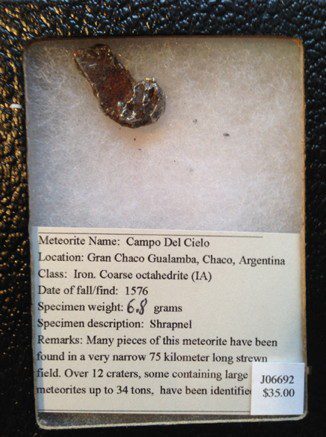 Meteorite Name: Campo Del Cielo
Location: Gran Chaco Gualamba, Chaco, Argentina
Class: Iron. Coarse octahedrite (IA)
Date of fall/find: 1576
Specimen weight: 6.8 grams
Specimen description: Shrapnel
Remarks: Many pieces of this meteorite have been
found in a very narrow 75 kilometer long strewn
field. Over 12 craters, some containing large
meteorites up to 34 tons, have been identifie
J06692
$35.00